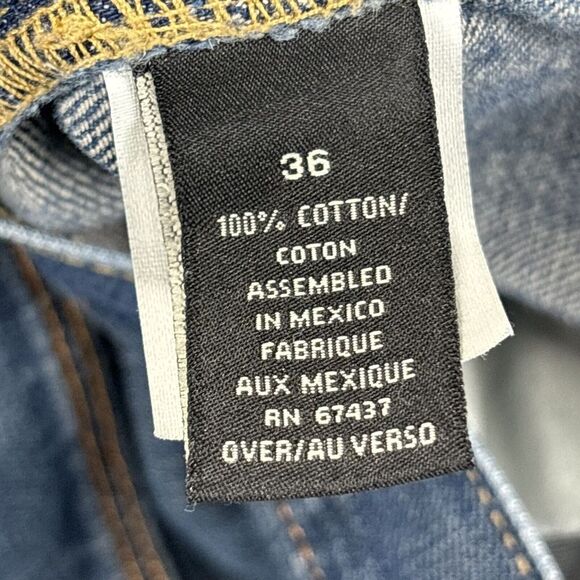 36
100% COTTON/
COTON
ASSEMBLED
IN MEXICO
FABRIQUE
AUX MEXIQUE
RN 67437
OVER/AU VERSO